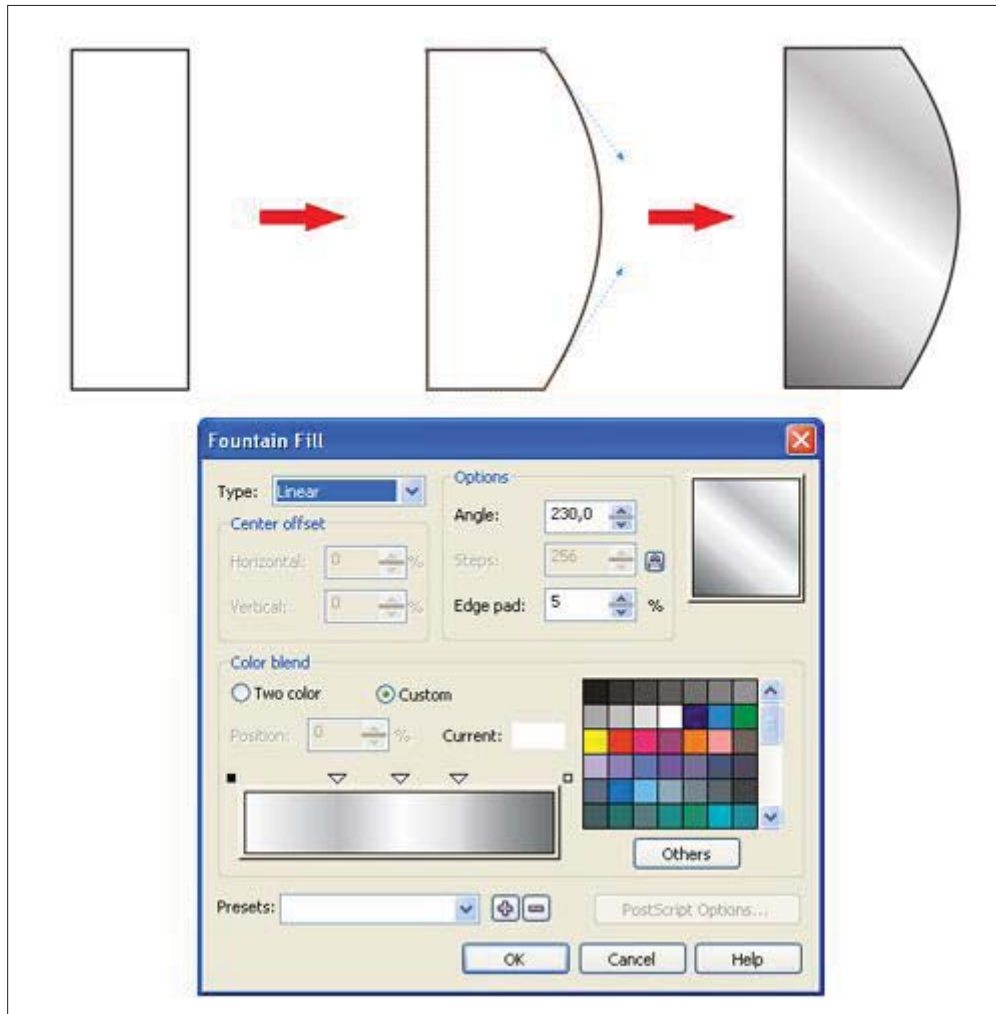 Fountain Fill
Type: Linear
Center offset
Horizontal: 0 %
Vertical: 0 %
Options
Angle: 230,0
Steps: 256
Edge pad: 5 %
Color blend
Two color Custom
Position: 0 % Current:
Others
Presets:
PostScript Options...
OK Cancel Help